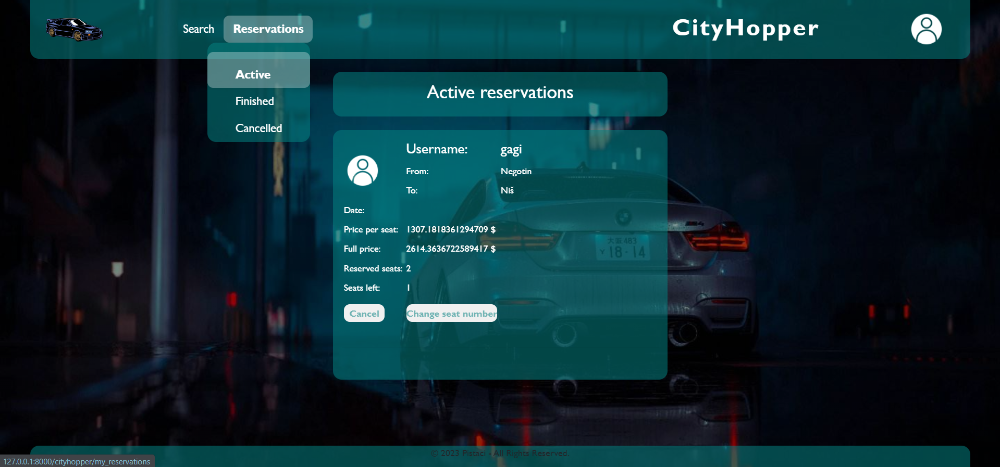 Search Reservations CityHopper
Active
Finished
Cancelled
Active reservations
Username: gagi
From: Negotin
To: Niš
Date:
Price per seat: 1307.1818361294709 $
Full price: 2614.3636722589417 $
Reserved seats: 2
Seats left: 1
Cancel Change seat number
大阪 483
18-14
M4
© 2023 Pistaci - All Rights Reserved.
127.0.0.1:8000/cityhopper/my_reservations